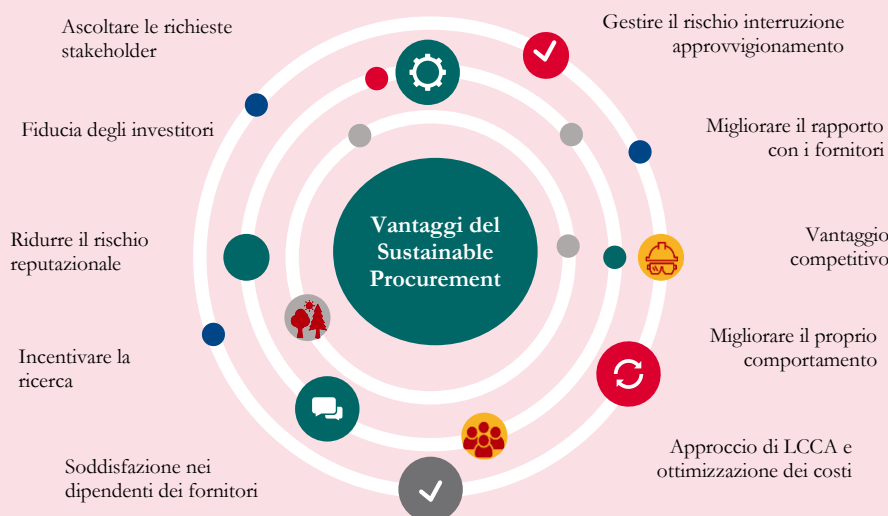 Ascoltare le richieste
stakeholder
Fiducia degli investitori
Ridurre il rischio
reputazionale
Incentivare la
ricerca
Soddisfazione nei
dipendenti dei fornitori
Vantaggi del
Sustainable
Procurement
Gestire il rischio interruzione
approvvigionamento
Migliorare il rapporto
con i fornitori
Vantaggio
competitivo
Migliorare il proprio
comportamento
Approccio di LCCA e
ottimizzazione dei costi